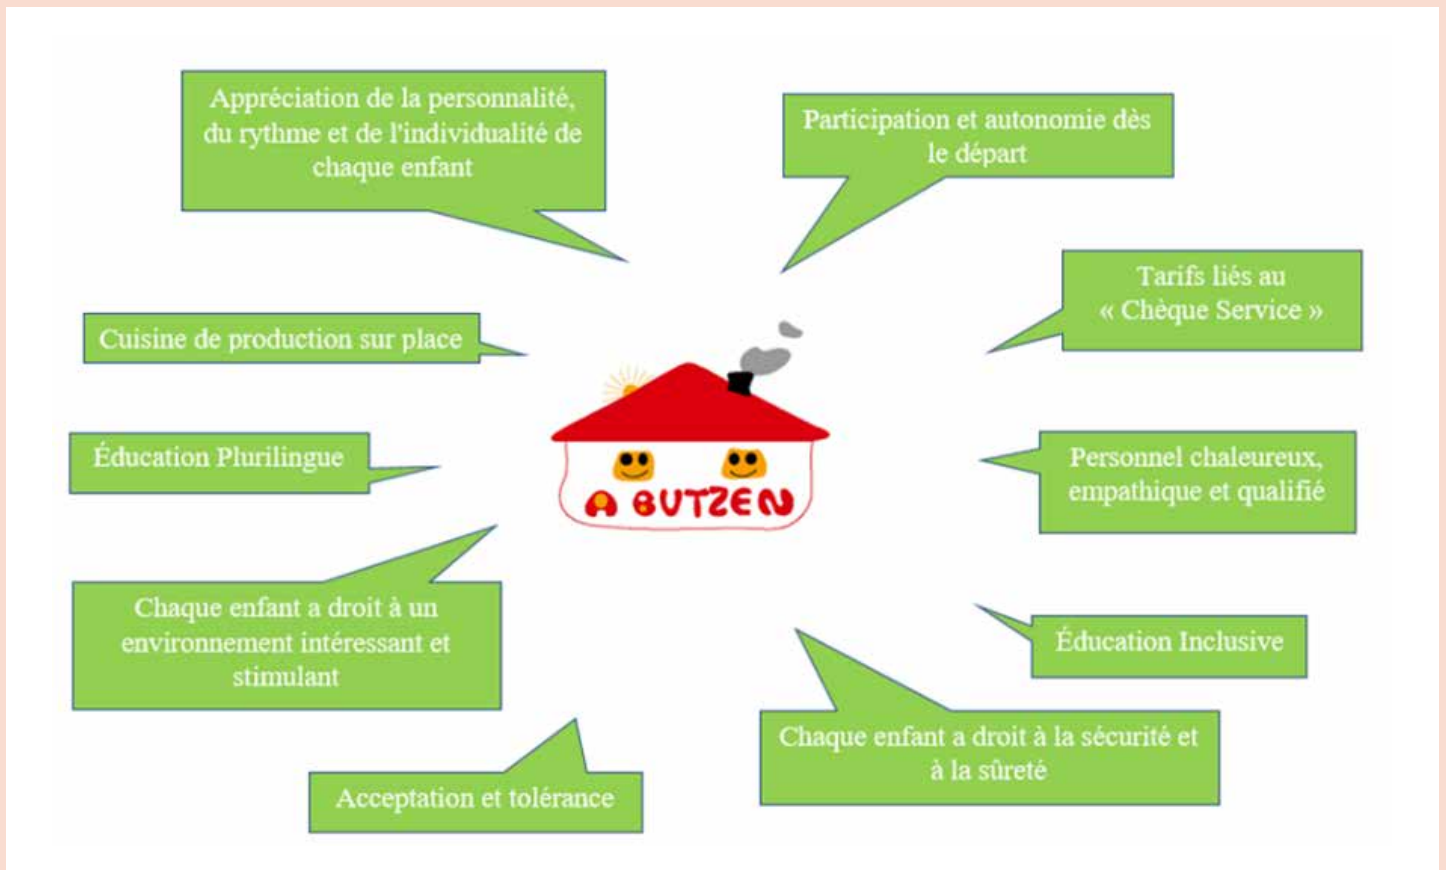 Appréciation de la personnalité,
du rythme et de l'individualité de
chaque enfant
Participation et autonomie dès
le départ
Tarifs liés au
« Chèque Service »
Cuisine de production sur place
Éducation Plurilingue
A BUTZEN
Personnel chaleureux,
empathique et qualifié
Chaque enfant a droit à un
environnement intéressant et
stimulant
Éducation Inclusive
Chaque enfant a droit à la sécurité et
à la sûreté
Acceptation et tolérance